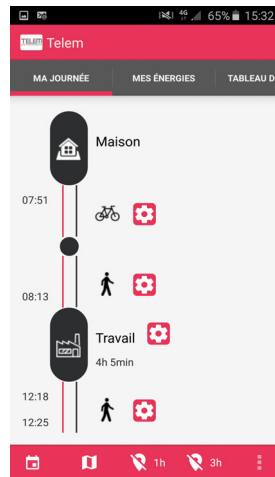 4G 65% 15:32
TELEM Telem
MA JOURNÉE MES ÉNERGIES TABLEAU D
Maison
07:51
08:13
Travail
4h 5min
12:18
12:25
1h 3h